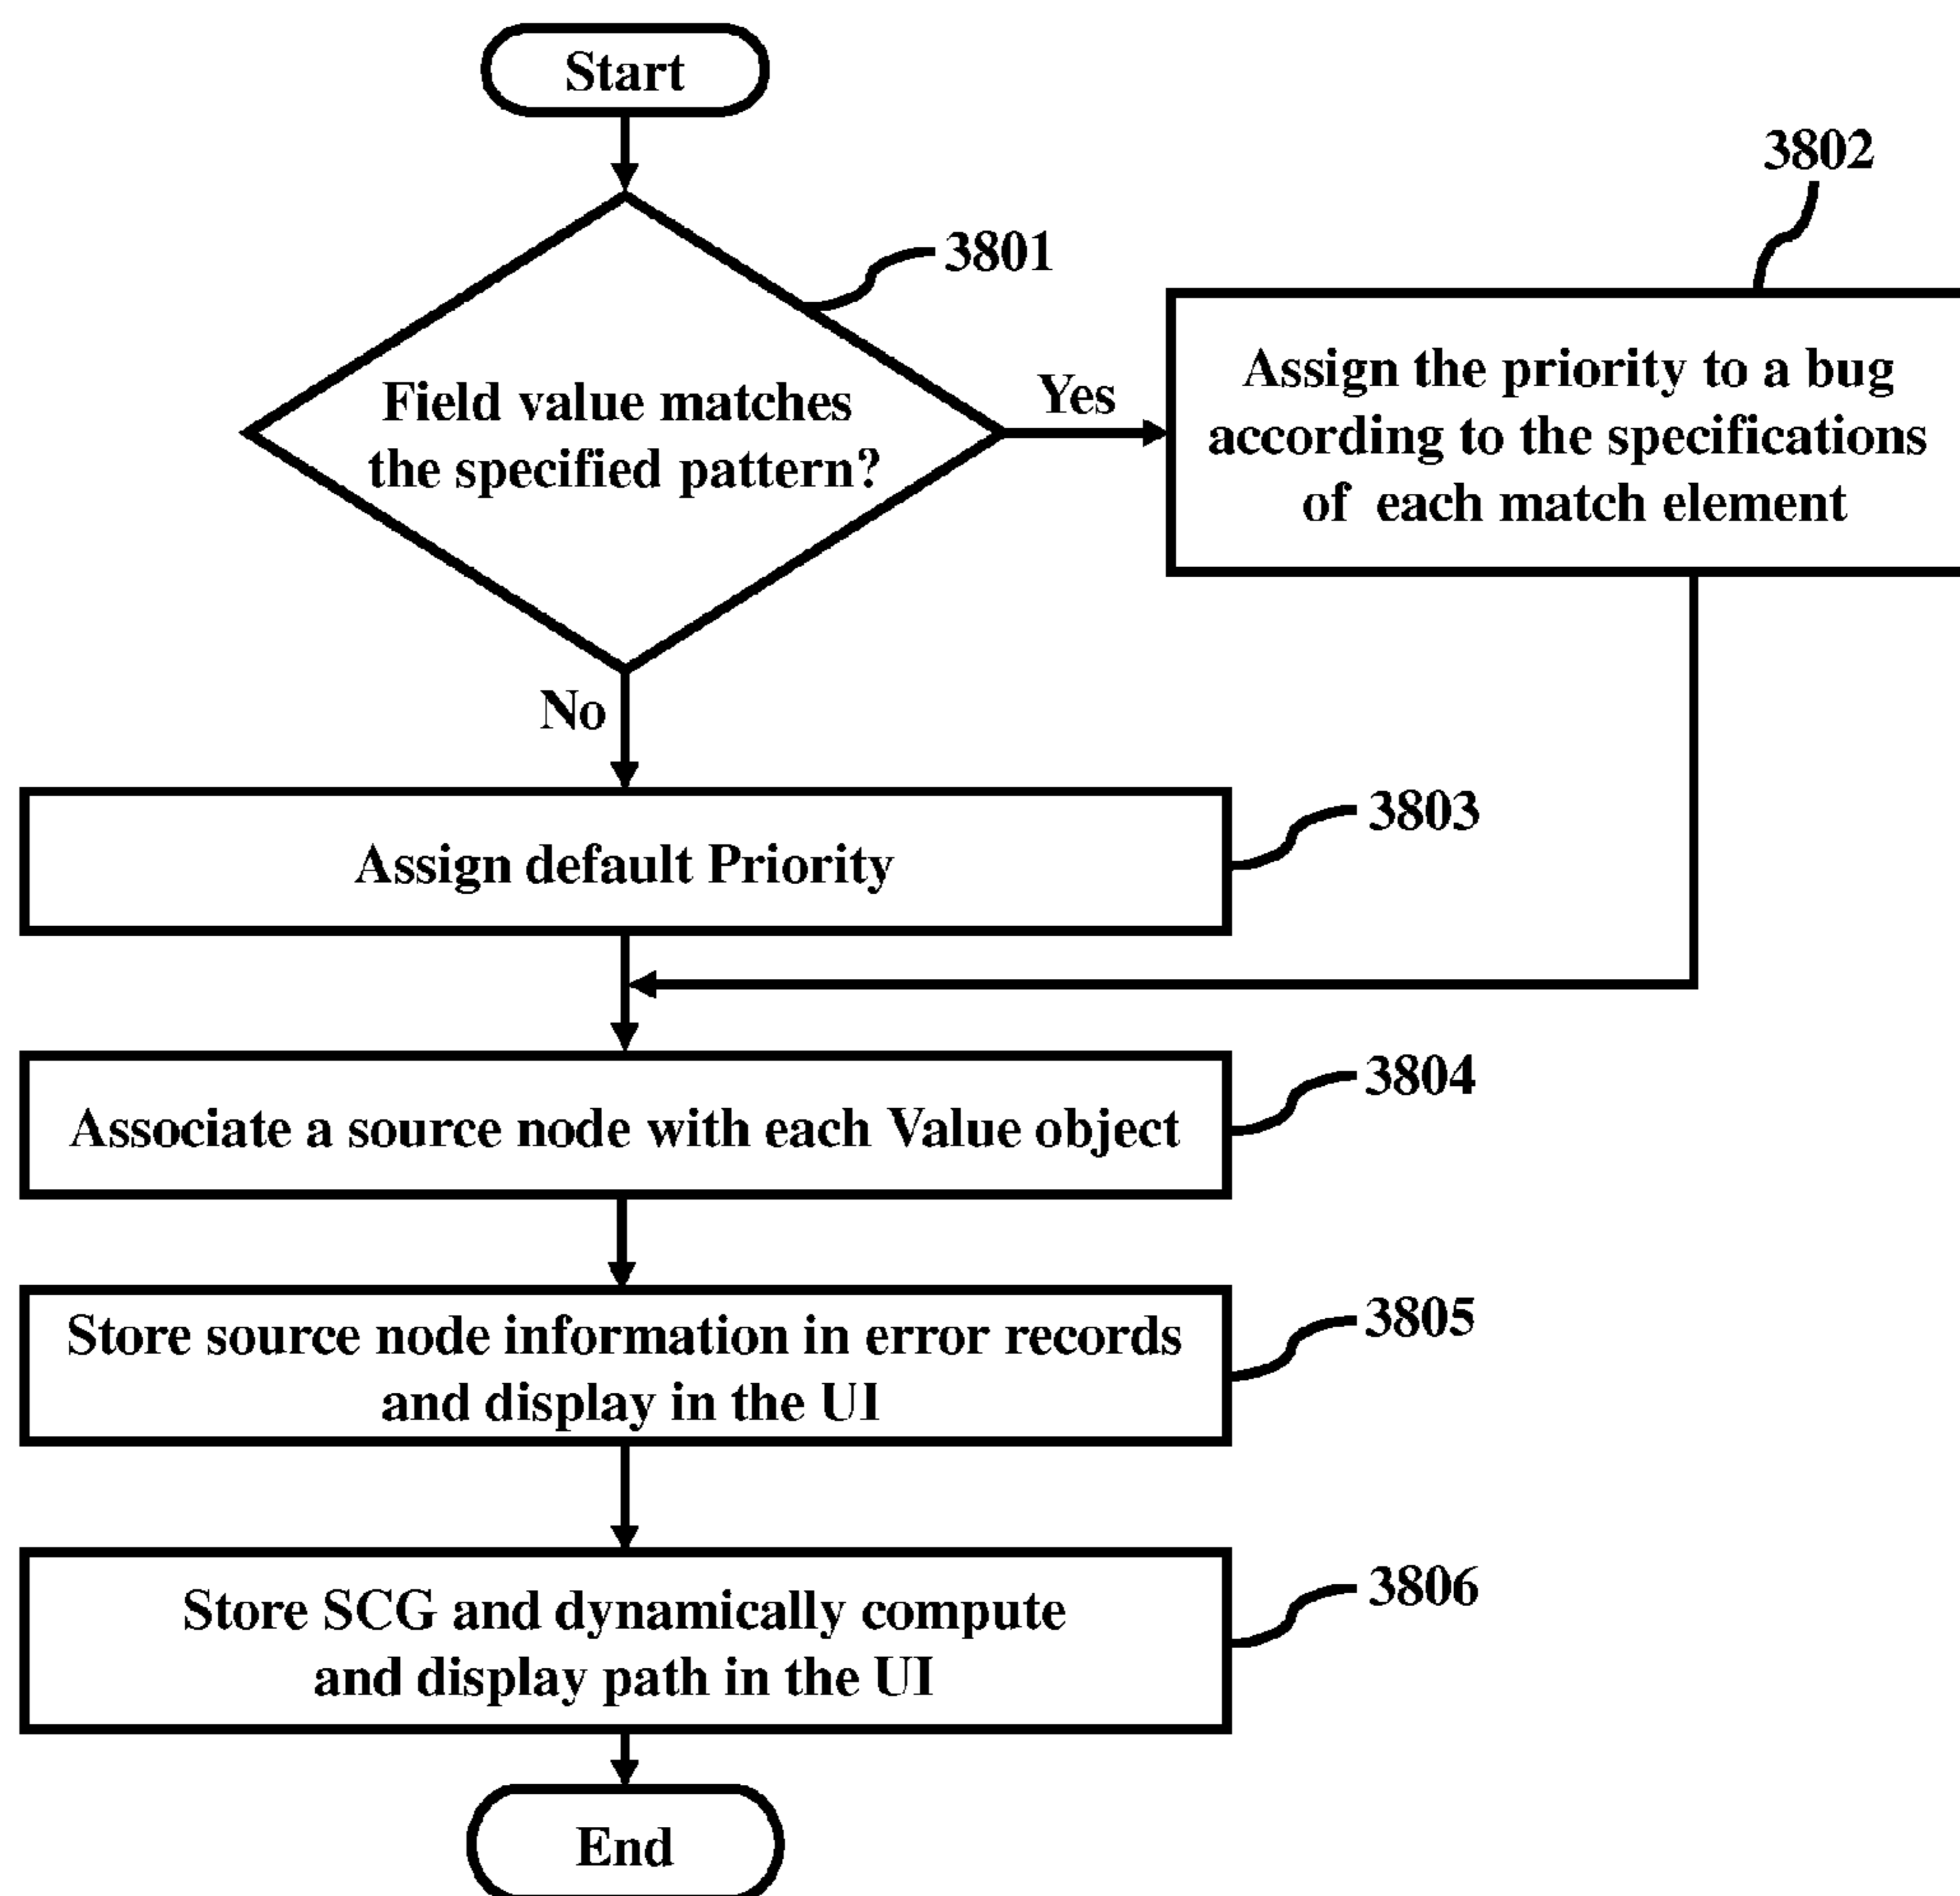 Start
3801
3802
Field value matches
the specified pattern?
Yes
Assign the priority to a bug
according to the specifications
of each match element
No
Assign default Priority
3803
Associate a source node with each Value object
3804
Store source node information in error records
and display in the UI
3805
Store SCG and dynamically compute
and display path in the UI
3806
End